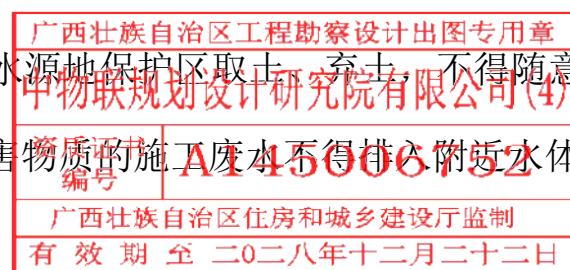 广西壮族自治区工程勘察设计出图专用章
水源地保护区取土、弃土，不得随意
中物联规划设计研究院有限公司(4)
资质证书编号 A145006752
害物质的施工废水不得排入附近水体
广西壮族自治区住房和城乡建设厅监制
有效期至 二〇二八年十二月二十二日